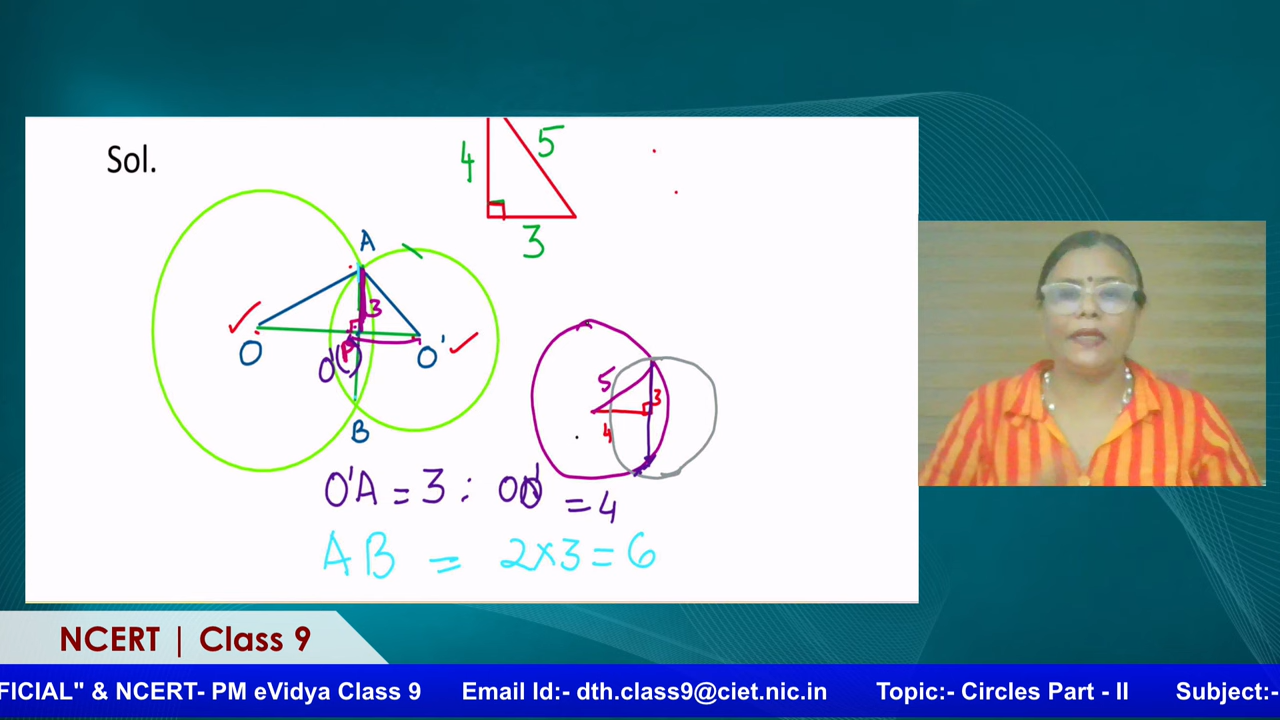 Sol.
4
5
3
A
3
O
P
O'( )
O'
B
5
3
4
O'A = 3 : OO' = 4
AB = 2×3 = 6
NCERT | Class 9
FICIAL" & NCERT- PM eVidya Class 9 Email Id:- dth.class9@ciet.nic.in Topic:- Circles Part - II Subject:-